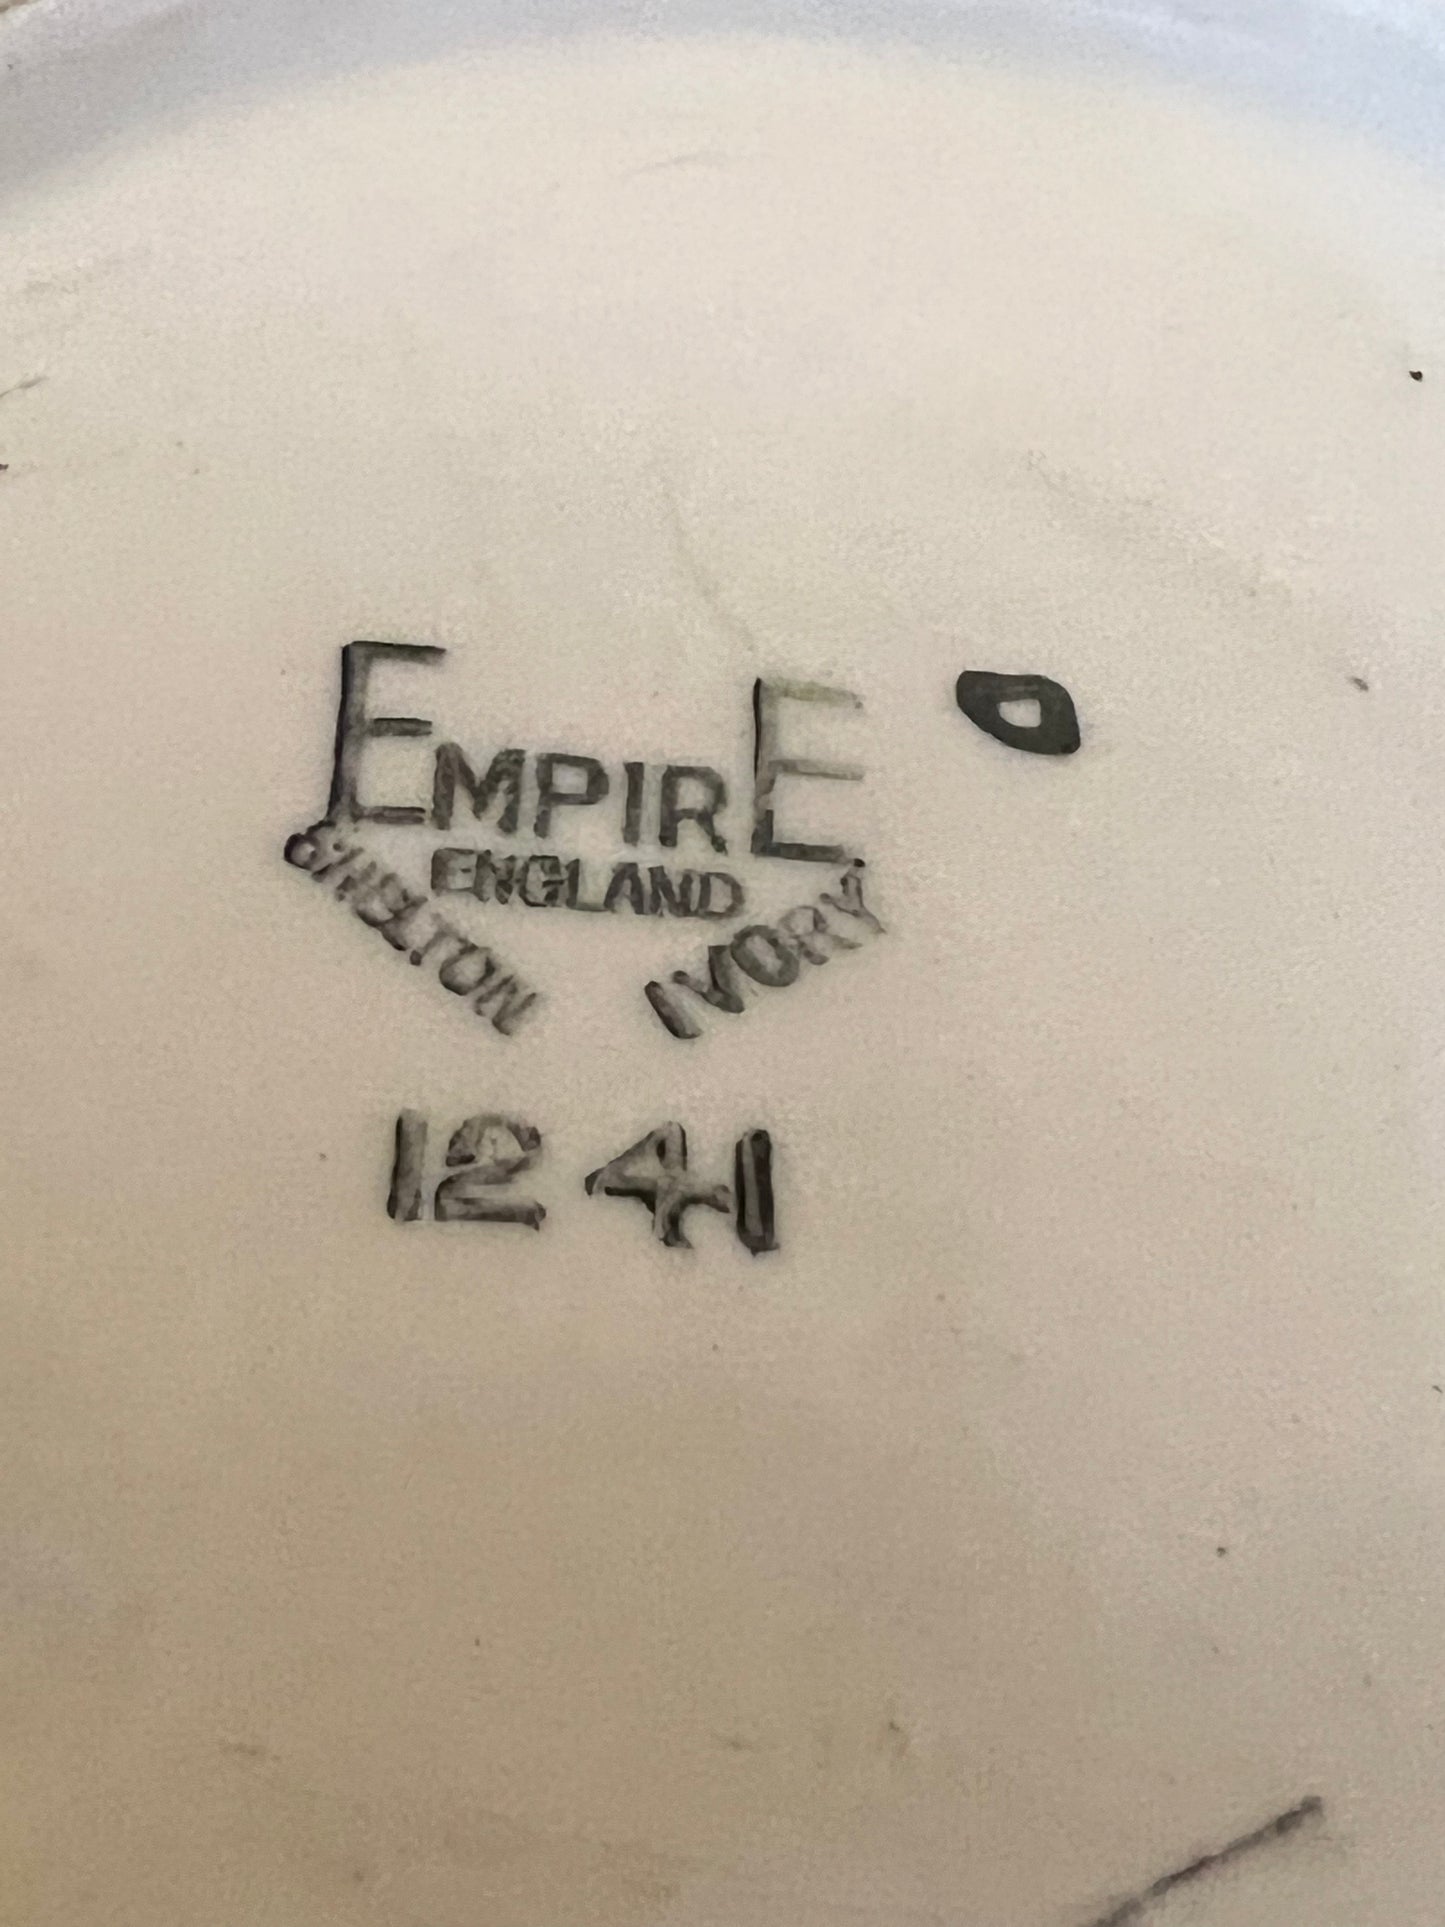 EMPIRE
ENGLAND
SHELTON IVORY
1241